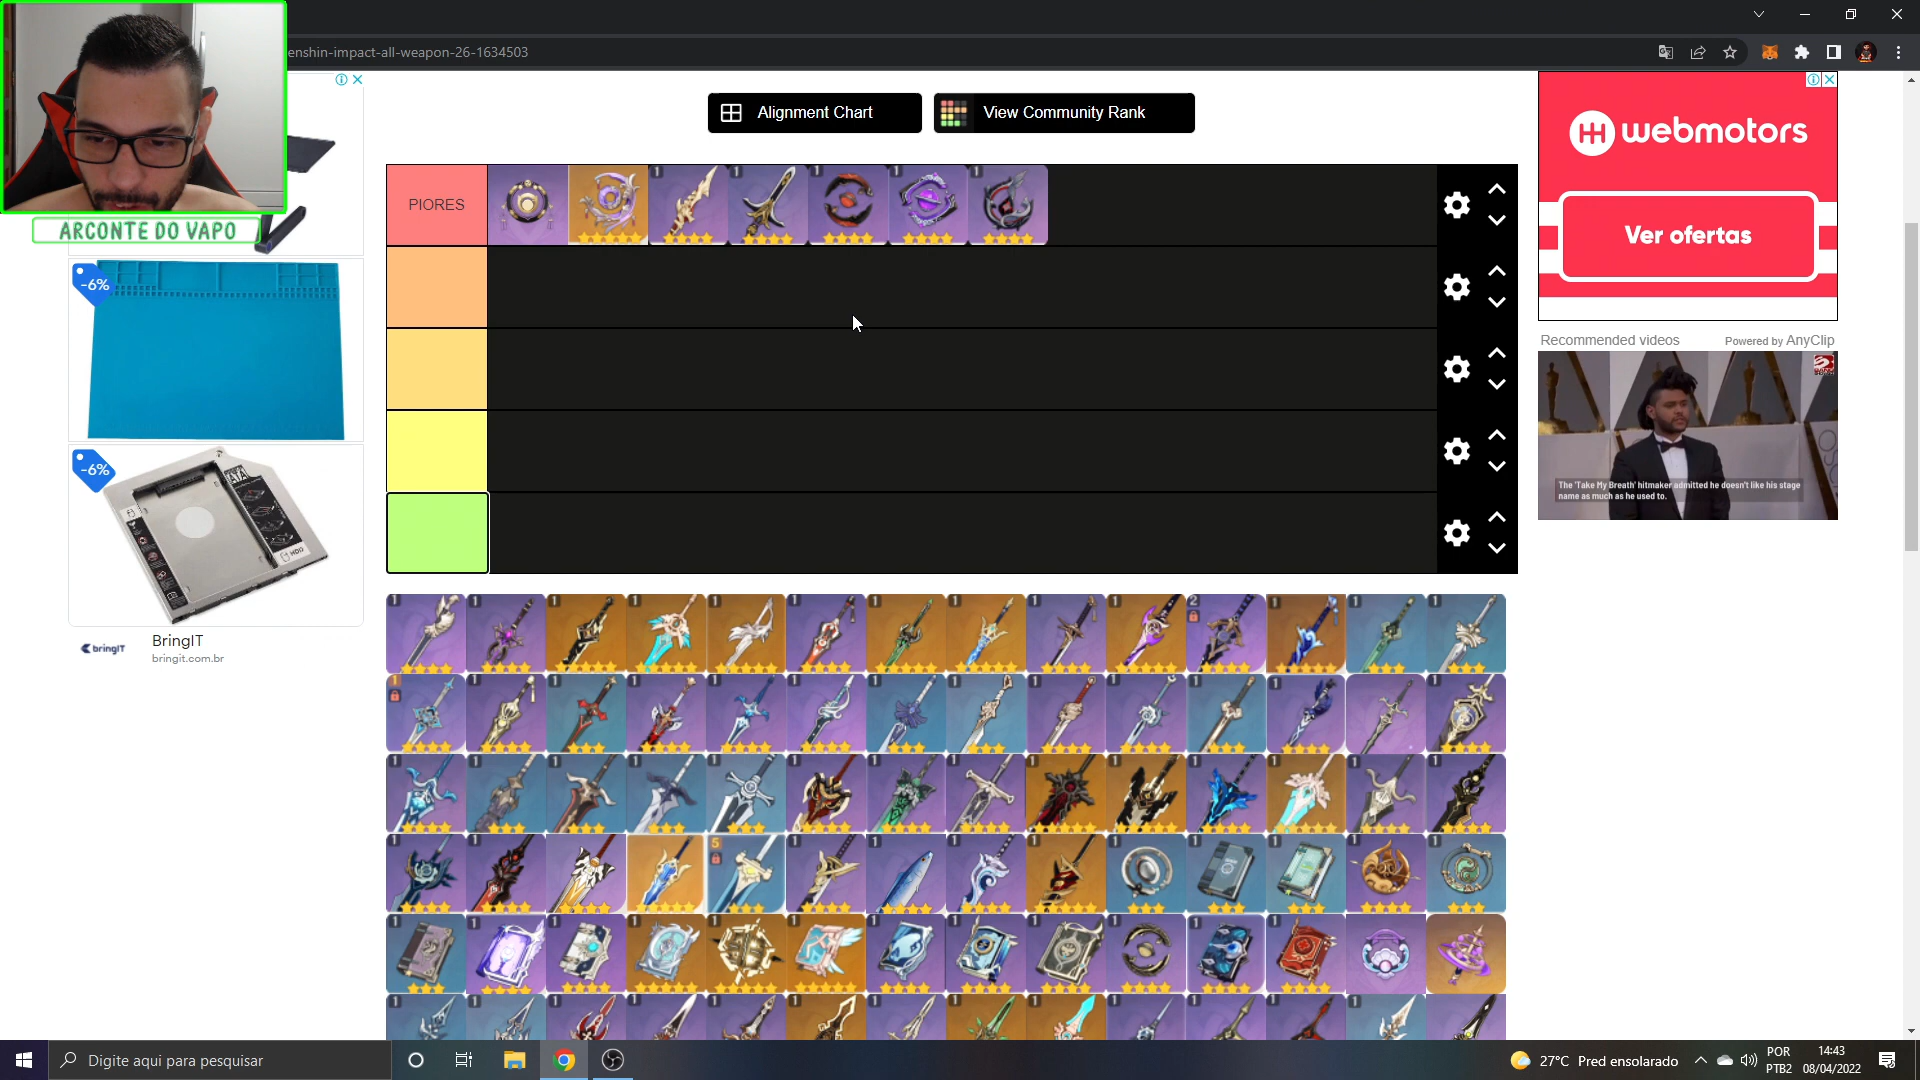 enshin-impact-all-weapon-26-1634503
Alignment Chart
View Community Rank
PIORES
ARCONTE DO VAPO
-6%
-6%
BringIT
bringIT
bringit.com.br
webmotors
Ver ofertas
Recommended videos
Powered by AnyClip
The 'Take My Breath' hitmaker admitted he doesn't like his stage
name as much as he used to.
Digite aqui para pesquisar
27°C Pred ensolarado
POR
PTB2
14:43
08/04/2022